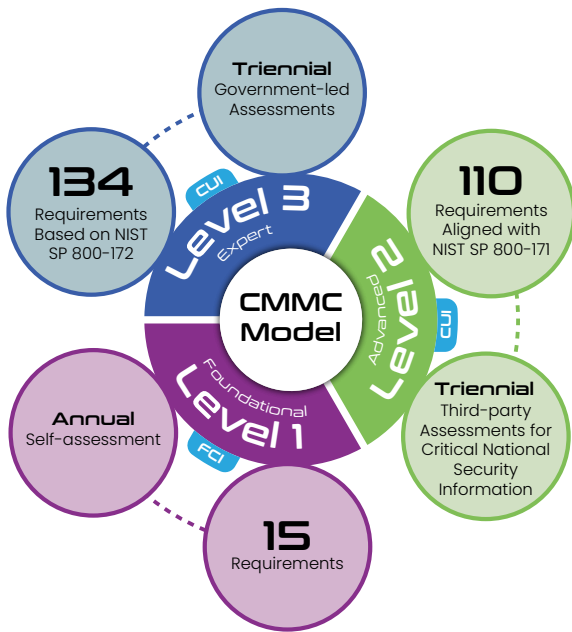 Triennial
Government-led
Assessments
134
Requirements
Based on NIST
SP 800-172
CUI
Level 3
Expert
110
Requirements
Aligned with
NIST SP 800-171
CMMC
Model
Advanced
Level 2
CUI
Triennial
Third-party
Assessments for
Critical National
Security
Information
Foundational
Level 1
FCI
Annual
Self-assessment
15
Requirements